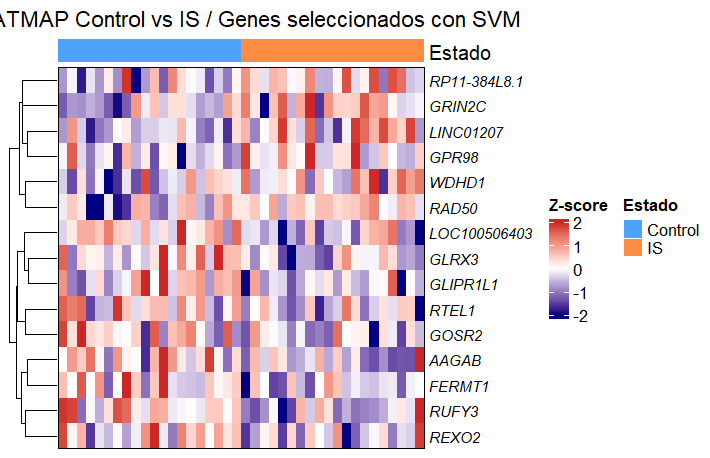 ATMAP Control vs IS / Genes seleccionados con SVM
Estado
RP11-384L8.1
GRIN2C
LINC01207
GPR98
WDHD1
RAD50
LOC100506403
GLRX3
GLIPR1L1
RTEL1
GOSR2
AAGAB
FERMT1
RUFY3
REXO2
Z-score
2
1
0
-1
-2
Estado
Control
IS